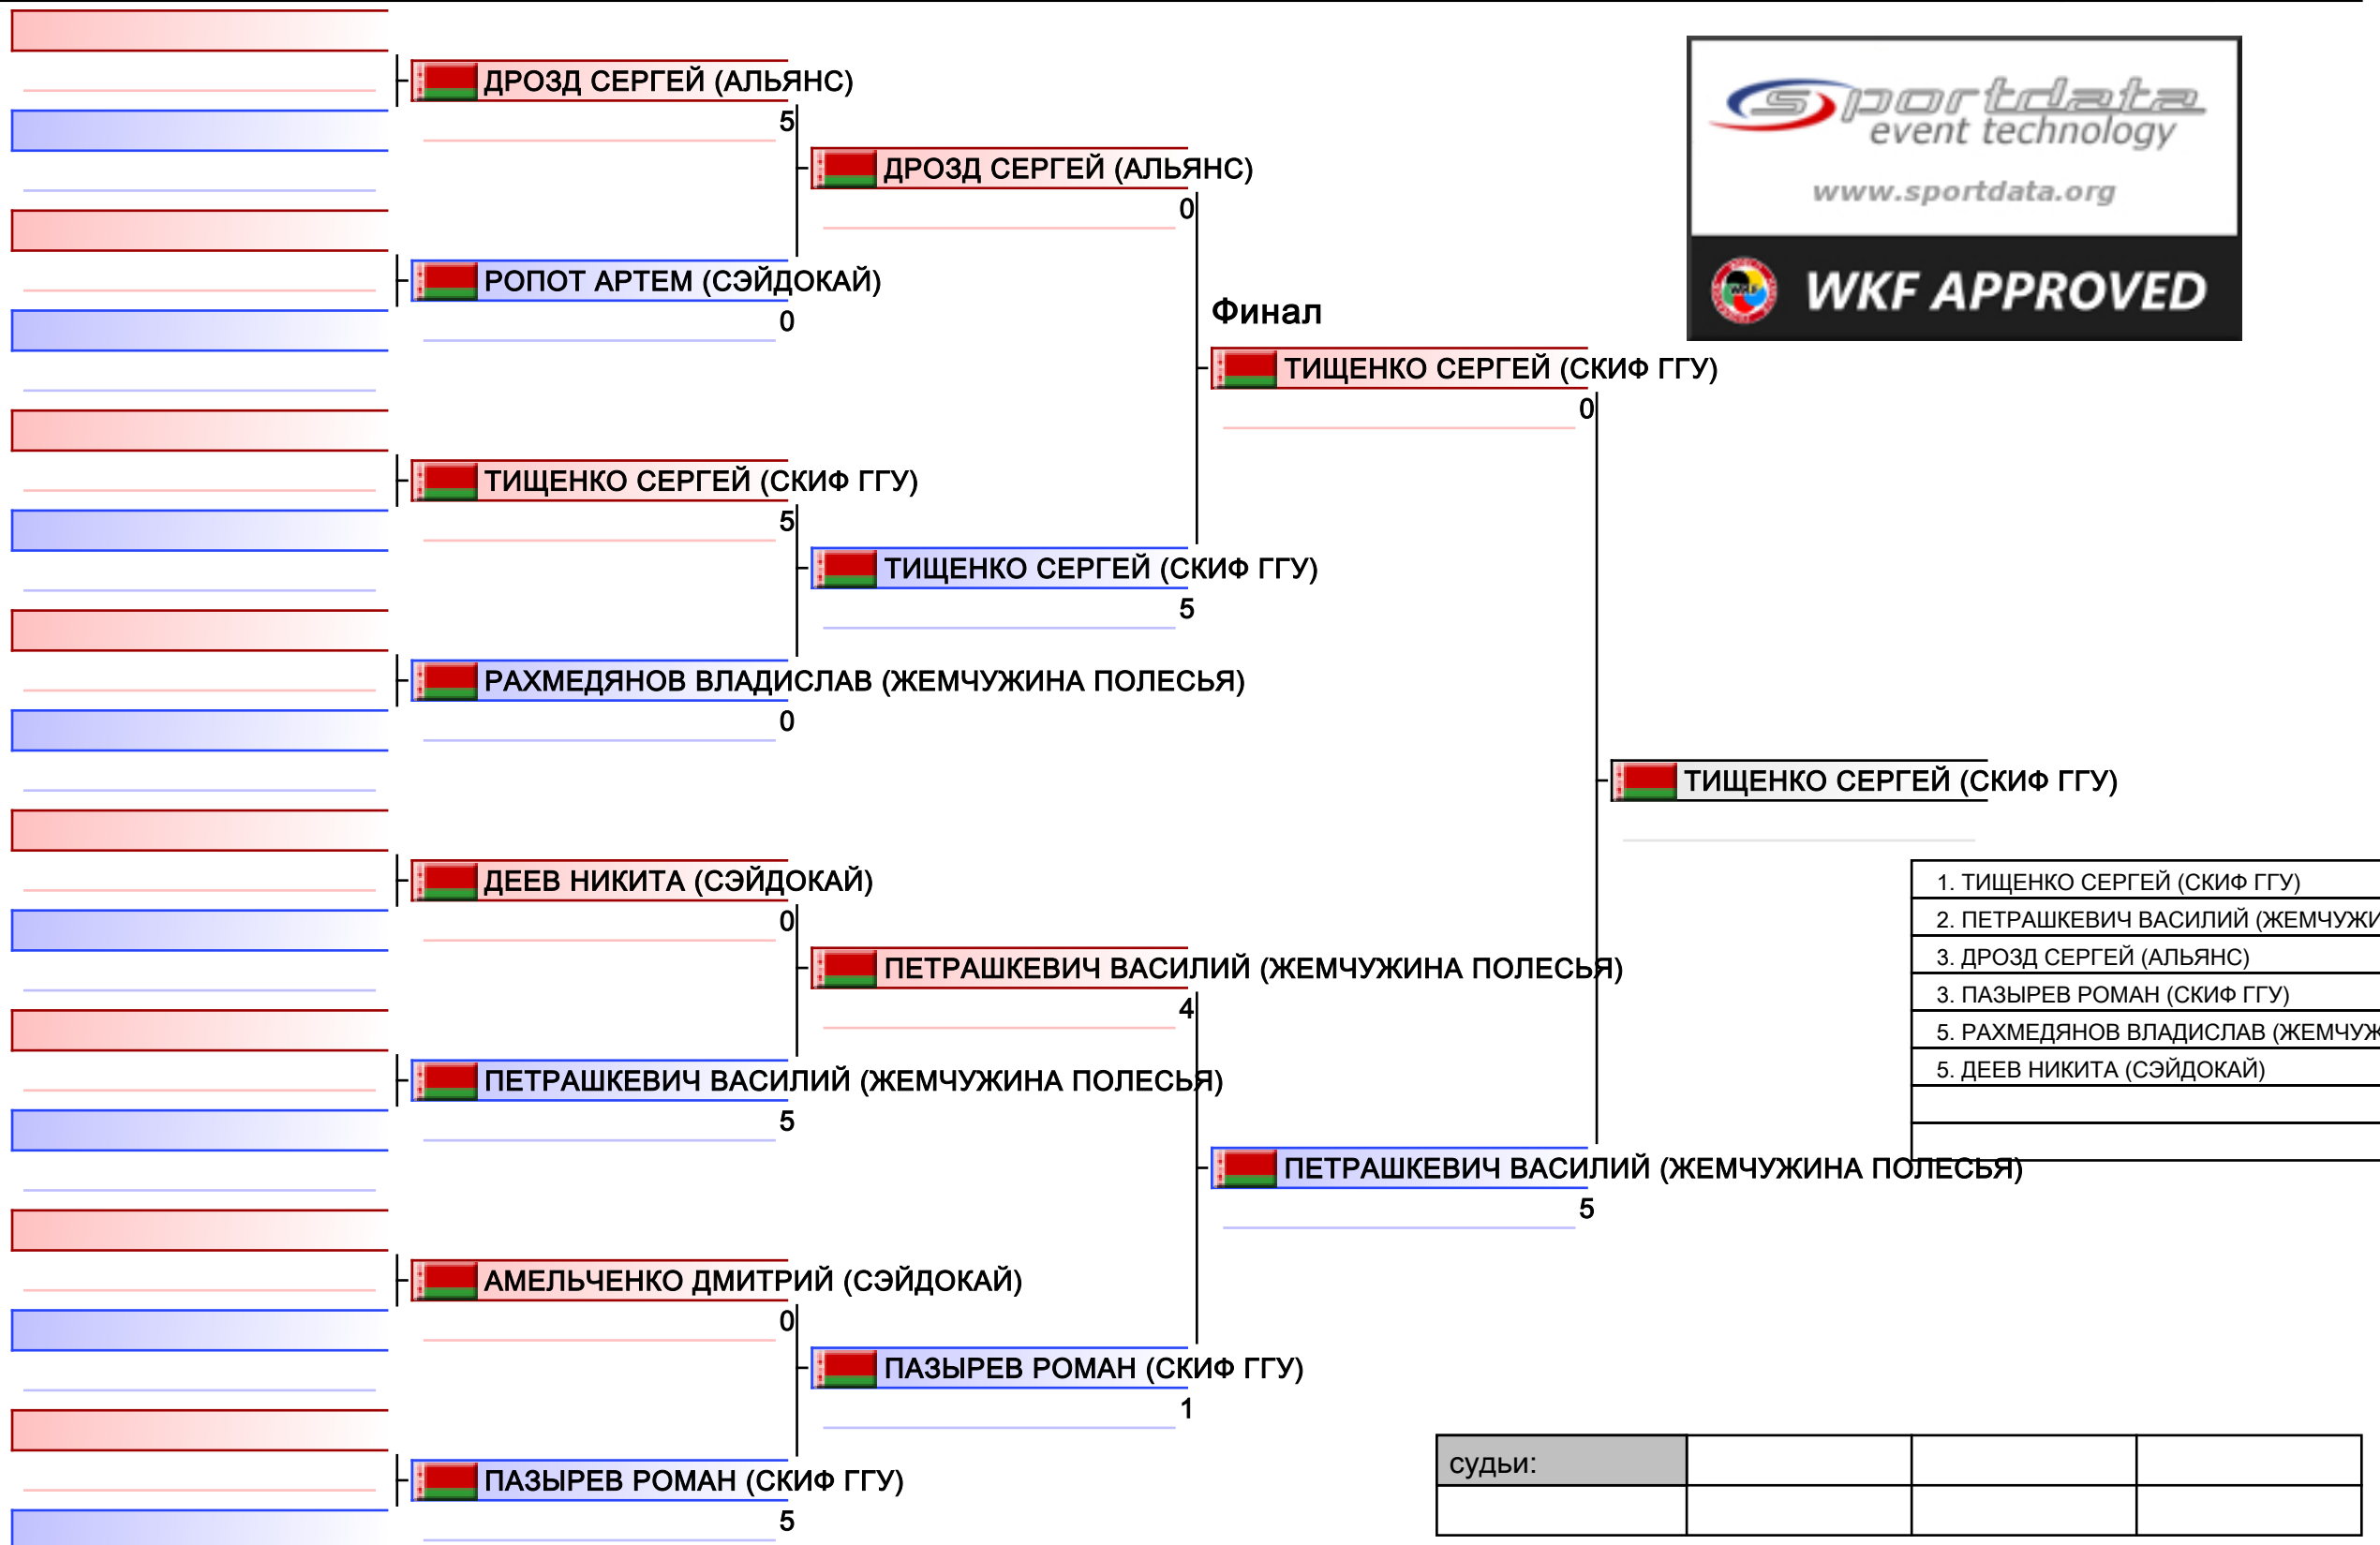 ДРОЗД СЕРГЕЙ (АЛЬЯНС)
5
РОПОТ АРТЕМ (СЭЙДОКАЙ)
0
ТИЩЕНКО СЕРГЕЙ (СКИФ ГГУ)
5
РАХМЕДЯНОВ ВЛАДИСЛАВ (ЖЕМЧУЖИНА ПОЛЕСЬЯ)
0
ДЕЕВ НИКИТА (СЭЙДОКАЙ)
0
ПЕТРАШКЕВИЧ ВАСИЛИЙ (ЖЕМЧУЖИНА ПОЛЕСЬЯ)
5
АМЕЛЬЧЕНКО ДМИТРИЙ (СЭЙДОКАЙ)
0
ПАЗЫРЕВ РОМАН (СКИФ ГГУ)
5
ДРОЗД СЕРГЕЙ (АЛЬЯНС)
0
ТИЩЕНКО СЕРГЕЙ (СКИФ ГГУ)
5
ПЕТРАШКЕВИЧ ВАСИЛИЙ (ЖЕМЧУЖИНА ПОЛЕСЬЯ)
4
ПАЗЫРЕВ РОМАН (СКИФ ГГУ)
1
Финал
ТИЩЕНКО СЕРГЕЙ (СКИФ ГГУ)
0
ПЕТРАШКЕВИЧ ВАСИЛИЙ (ЖЕМЧУЖИНА ПОЛЕСЬЯ)
5
ТИЩЕНКО СЕРГЕЙ (СКИФ ГГУ)
sportdata
event technology
www.sportdata.org
WKF APPROVED
1. ТИЩЕНКО СЕРГЕЙ (СКИФ ГГУ)
2. ПЕТРАШКЕВИЧ ВАСИЛИЙ (ЖЕМЧУЖИ
3. ДРОЗД СЕРГЕЙ (АЛЬЯНС)
3. ПАЗЫРЕВ РОМАН (СКИФ ГГУ)
5. РАХМЕДЯНОВ ВЛАДИСЛАВ (ЖЕМЧУЖ
5. ДЕЕВ НИКИТА (СЭЙДОКАЙ)
судьи: